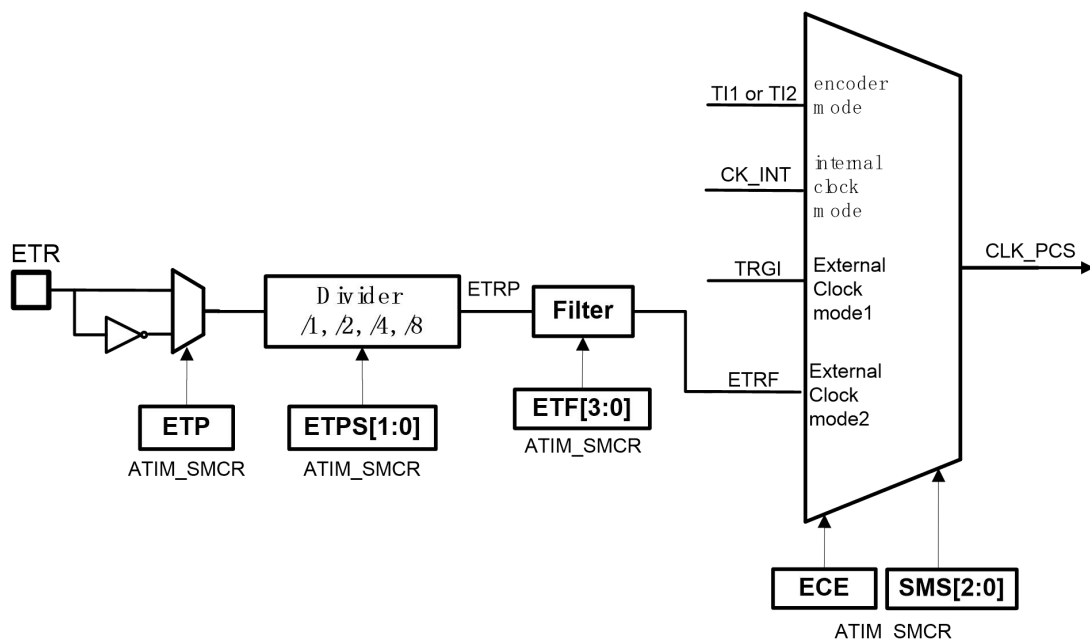 TI1 or TI2
encoder
mode
CK_INT
internal
clock
mode
ETR
CLK_PCS
TRGI
External
Clock
mode1
Divider
/1, /2, /4, /8
ETRP
Filter
ETRF
External
Clock
mode2
ETP
ETPS[1:0]
ETF[3:0]
ATIM_SMCR
ATIM_SMCR
ATIM_SMCR
ECE
SMS[2:0]
ATIM_SMCR